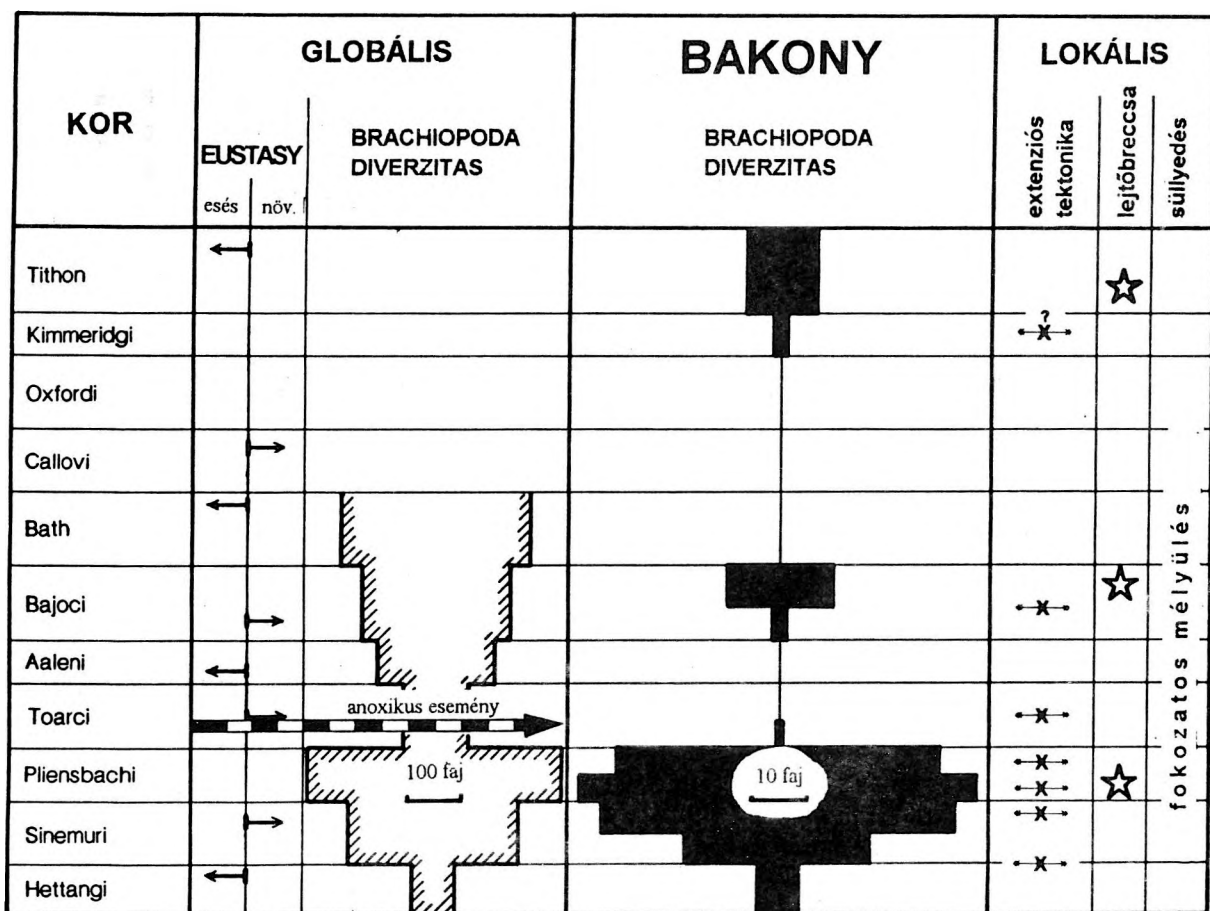 KOR
GLOBÁLIS
EUSTASY
esés
növ.
BRACHIOPODA
DIVERZITAS
BAKONY
BRACHIOPODA
DIVERZITAS
LOKÁLIS
extenziós
tektonika
lejtőbreccsa
süllyedés
Tithon
Kimmeridgi
?
Oxfordi
Callovi
Bath
Bajoci
Aaleni
Toarci
anoxikus esemény
Pliensbachi
100 faj
10 faj
Sinemuri
Hettangi
fokozatos mélyülés